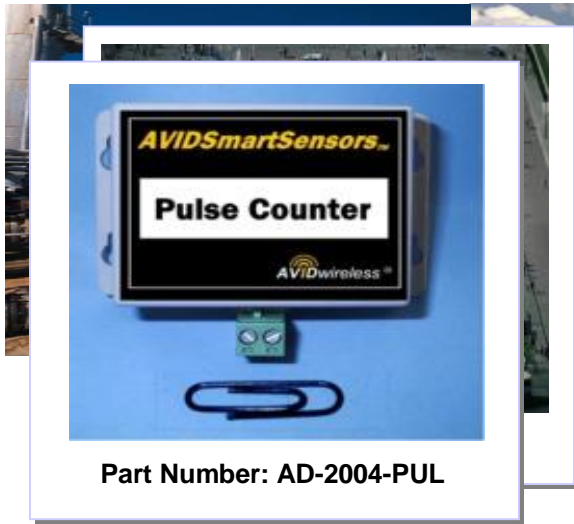 AVIDSmartSensors™
Pulse Counter
AVIDwireless®
Part Number: AD-2004-PUL